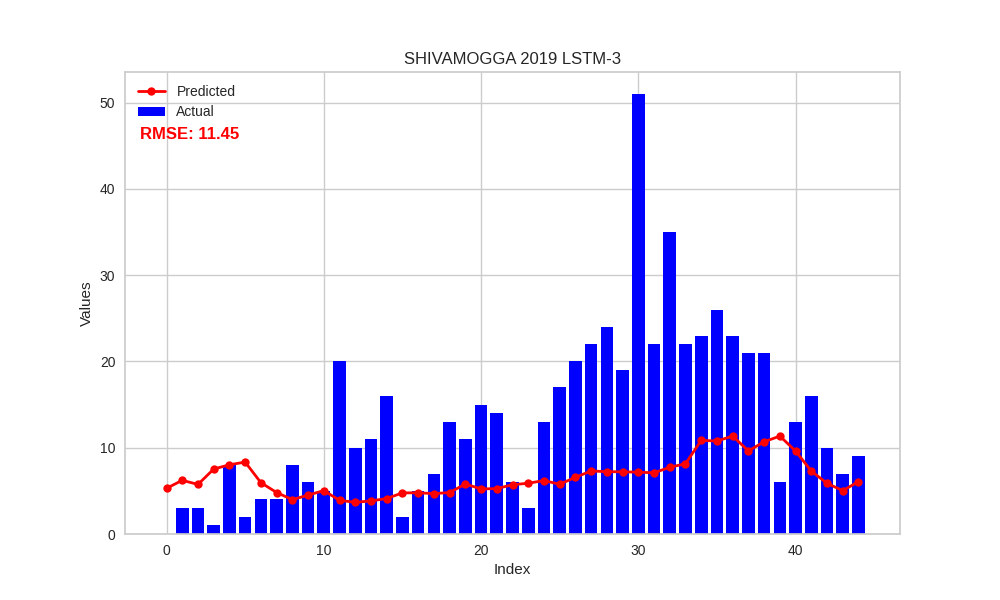 SHIVAMOGGA 2019 LSTM-3
Predicted
Actual
RMSE: 11.45
50
40
30
20
10
0
Values
0 10 20 30 40
Index